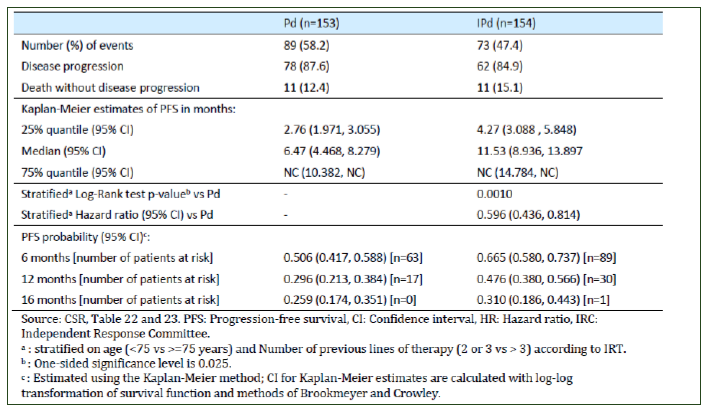 Pd (n=153) IPd (n=154)
Number (%) of events 89 (58.2) 73 (47.4)
Disease progression 78 (87.6) 62 (84.9)
Death without disease progression 11 (12.4) 11 (15.1)
Kaplan-Meier estimates of PFS in months:
25% quantile (95% CI) 2.76 (1.971, 3.055) 4.27 (3.088 , 5.848)
Median (95% CI) 6.47 (4.468, 8.279) 11.53 (8.936, 13.897
75% quantile (95% CI) NC (10.382, NC) NC (14.784, NC)
Stratifiedᵃ Log-Rank test p-valueᵇ vs Pd - 0.0010
Stratifiedᵃ Hazard ratio (95% CI) vs Pd - 0.596 (0.436, 0.814)
PFS probability (95% CI)ᶜ:
6 months [number of patients at risk] 0.506 (0.417, 0.588) [n=63] 0.665 (0.580, 0.737) [n=89]
12 months [number of patients at risk] 0.296 (0.213, 0.384) [n=17] 0.476 (0.380, 0.566) [n=30]
16 months [number of patients at risk] 0.259 (0.174, 0.351) [n=0] 0.310 (0.186, 0.443) [n=1]
Source: CSR, Table 22 and 23. PFS: Progression-free survival, CI: Confidence interval, HR: Hazard ratio, IRC:
Independent Response Committee.
ᵃ : stratified on age (<75 vs >=75 years) and Number of previous lines of therapy (2 or 3 vs > 3) according to IRT.
ᵇ : One-sided significance level is 0.025.
ᶜ : Estimated using the Kaplan-Meier method; CI for Kaplan-Meier estimates are calculated with log-log
transformation of survival function and methods of Brookmeyer and Crowley.